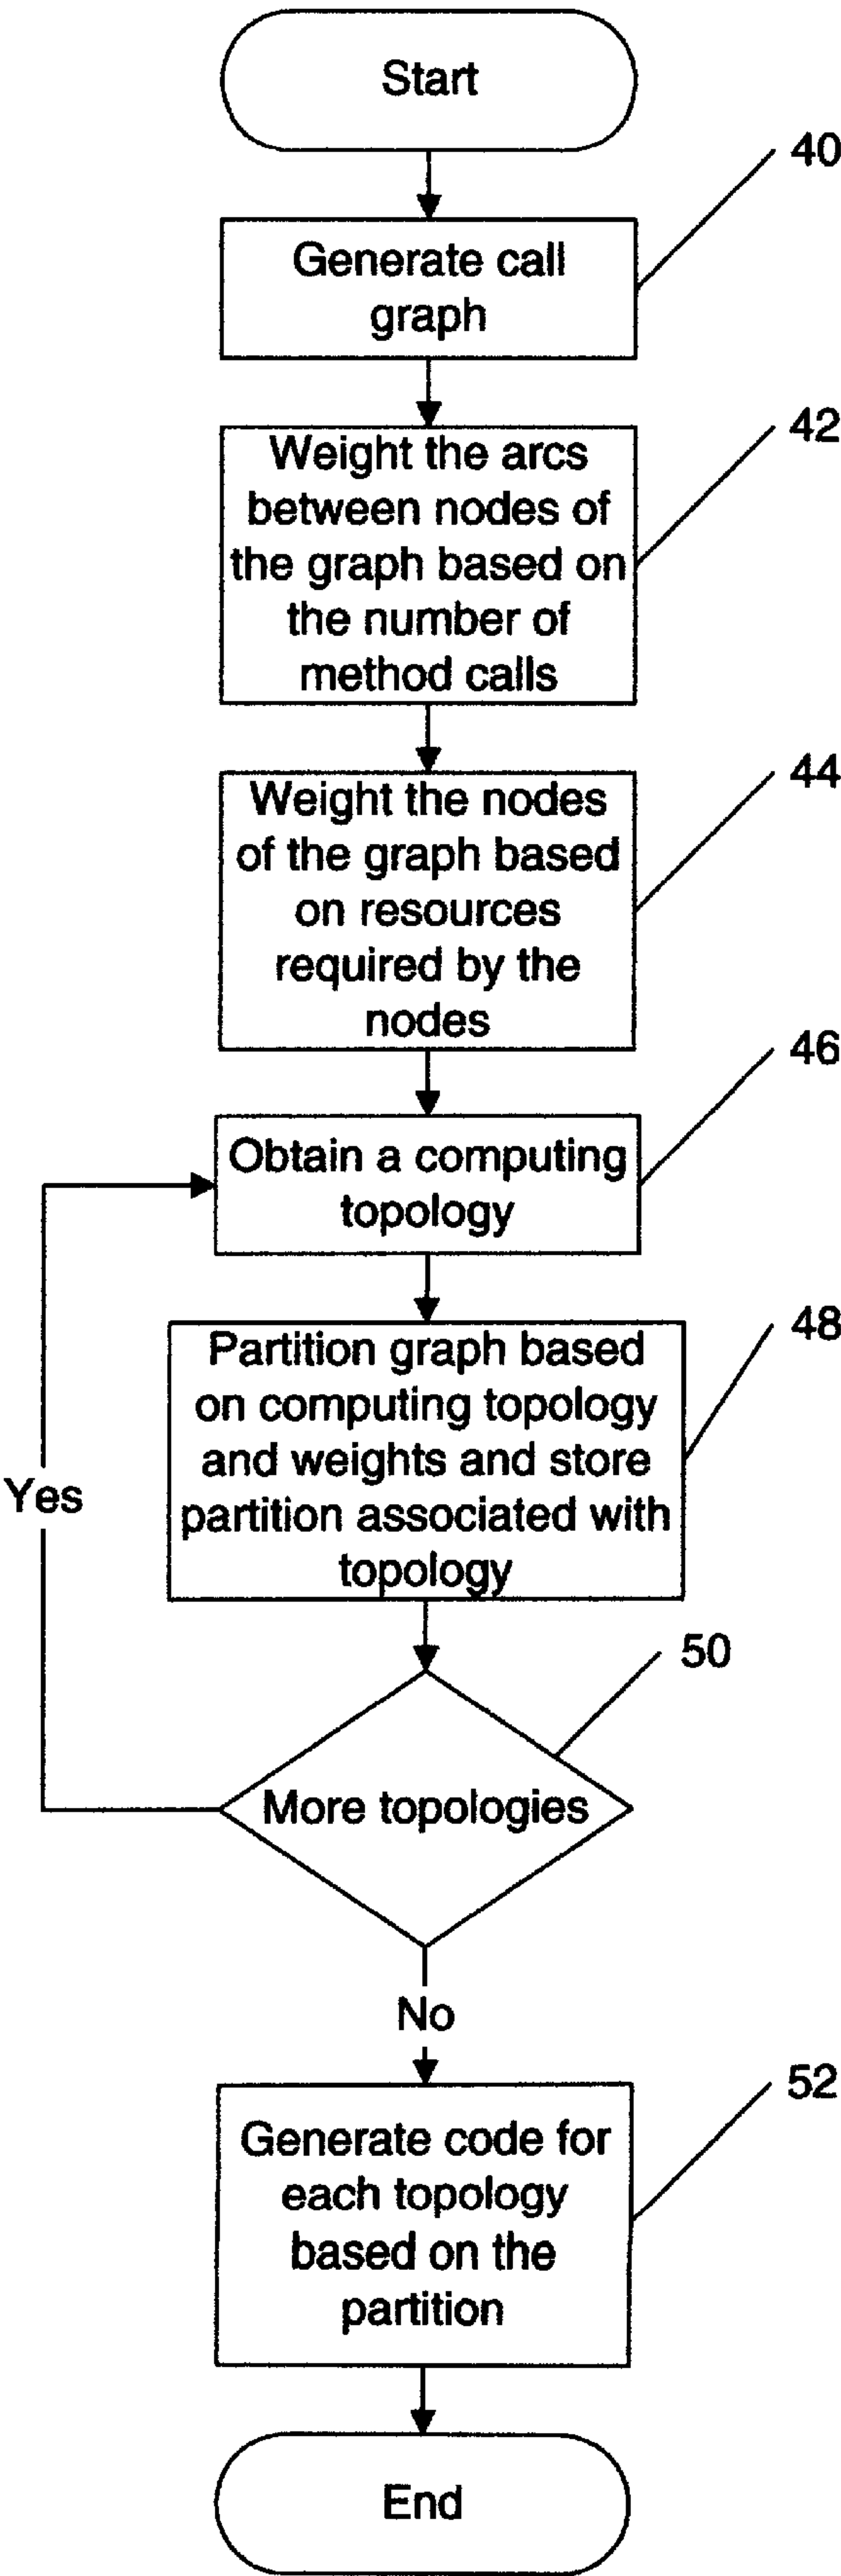 Start
40
Generate call
graph
42
Weight the arcs
between nodes of
the graph based on
the number of
method calls
44
Weight the nodes
of the graph based
on resources
required by the
nodes
46
Obtain a computing
topology
48
Partition graph based
on computing topology
and weights and store
partition associated with
topology
Yes
50
More topologies
No
52
Generate code for
each topology
based on the
partition
End